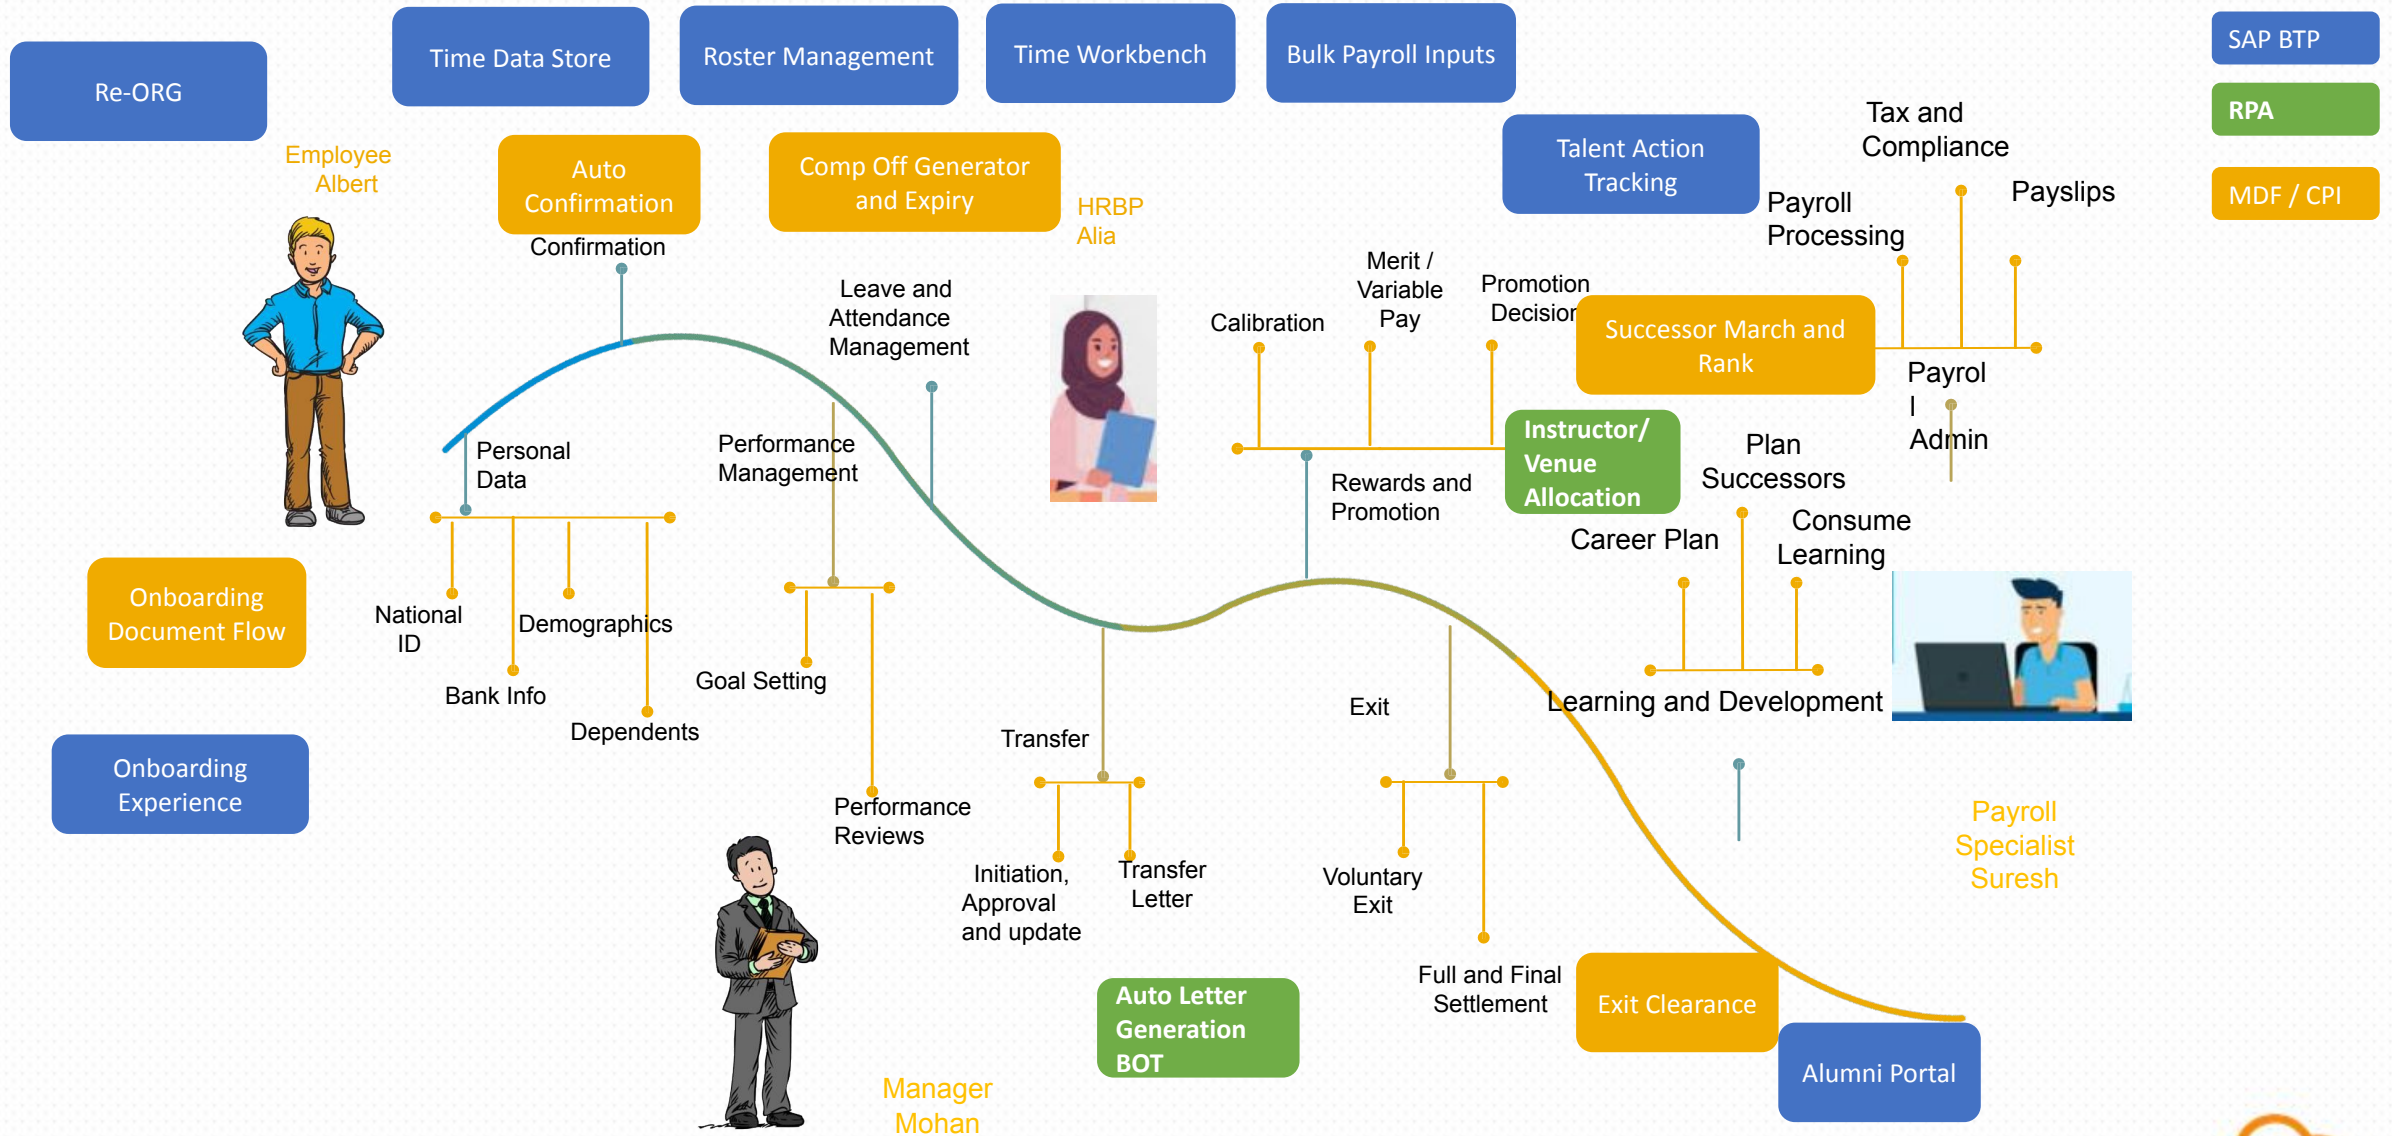 Re-ORG
Time Data Store
Roster Management
Time Workbench
Bulk Payroll Inputs
SAP BTP
RPA
MDF / CPI
Employee
Albert
Auto
Confirmation
Confirmation
Comp Off Generator
and Expiry
HRBP
Alia
Talent Action
Tracking
Tax and
Compliance
Payroll
Processing
Payslips
Leave and
Attendance
Management
Calibration
Merit /
Variable
Pay
Promotion
Decision
Successor March and
Rank
Payrol
l
Admin
Personal
Data
Performance
Management
Rewards and
Promotion
Instructor/
Venue
Allocation
Plan
Successors
Career Plan
Consume
Learning
Onboarding
Document Flow
National
ID
Demographics
Bank Info
Dependents
Goal Setting
Performance
Reviews
Transfer
Exit
Learning and Development
Onboarding
Experience
Initiation,
Approval
and update
Transfer
Letter
Voluntary
Exit
Payroll
Specialist
Suresh
Full and Final
Settlement
Auto Letter
Generation
BOT
Exit Clearance
Alumni Portal
Manager
Mohan